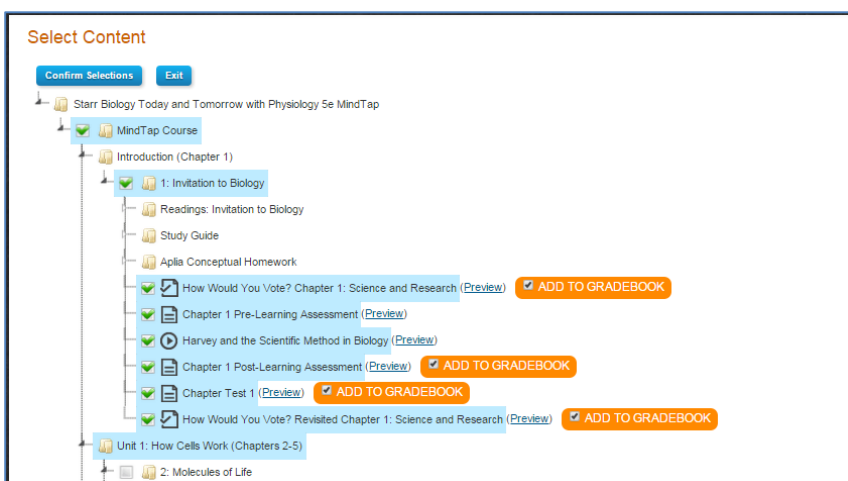 Select Content
Confirm Selections Exit
Starr Biology Today and Tomorrow with Physiology 5e MindTap
MindTap Course
Introduction (Chapter 1)
1: Invitation to Biology
Readings: Invitation to Biology
Study Guide
Aplia Conceptual Homework
How Would You Vote? Chapter 1: Science and Research (Preview) ADD TO GRADEBOOK
Chapter 1 Pre-Learning Assessment (Preview)
Harvey and the Scientific Method in Biology (Preview)
Chapter 1 Post-Learning Assessment (Preview) ADD TO GRADEBOOK
Chapter Test 1 (Preview) ADD TO GRADEBOOK
How Would You Vote? Revisited Chapter 1: Science and Research (Preview) ADD TO GRADEBOOK
Unit 1: How Cells Work (Chapters 2-5)
2: Molecules of Life